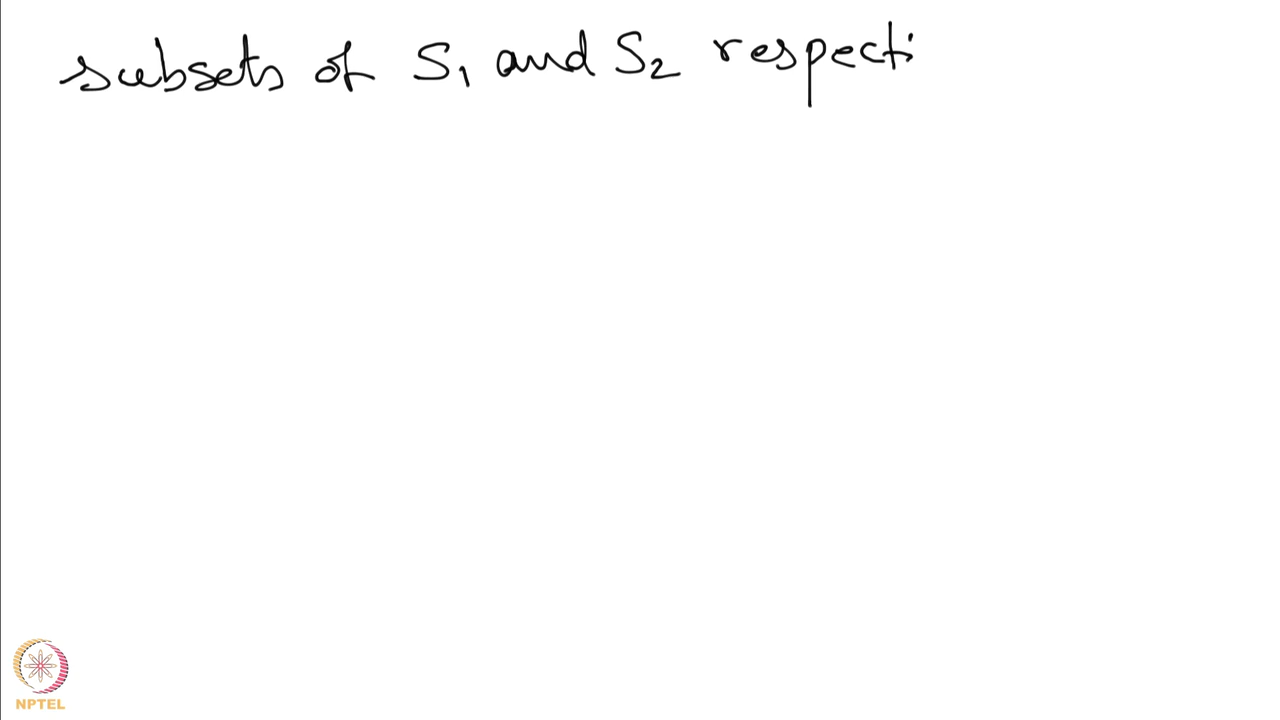 subsets of S₁ and S₂ respecti
NPTEL